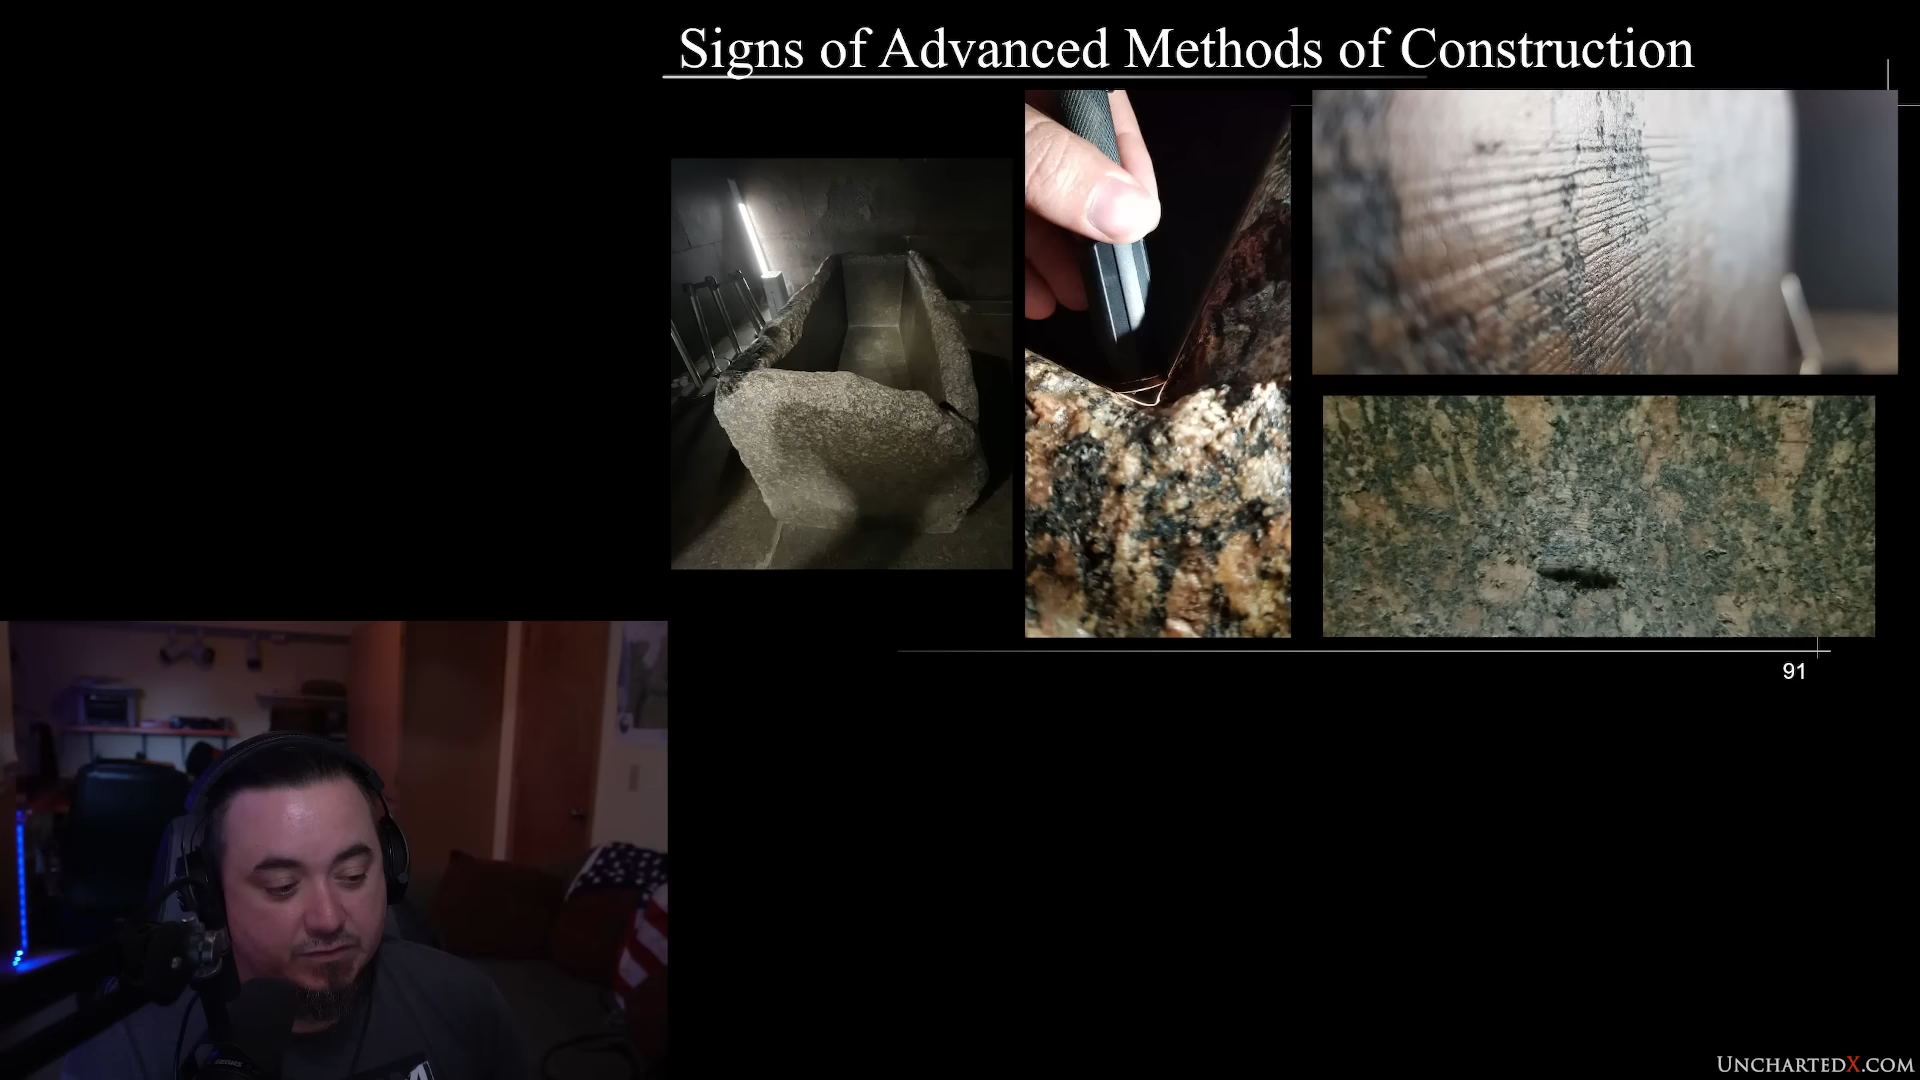 Signs of Advanced Methods of Construction
91
UNCHARTEDX.COM